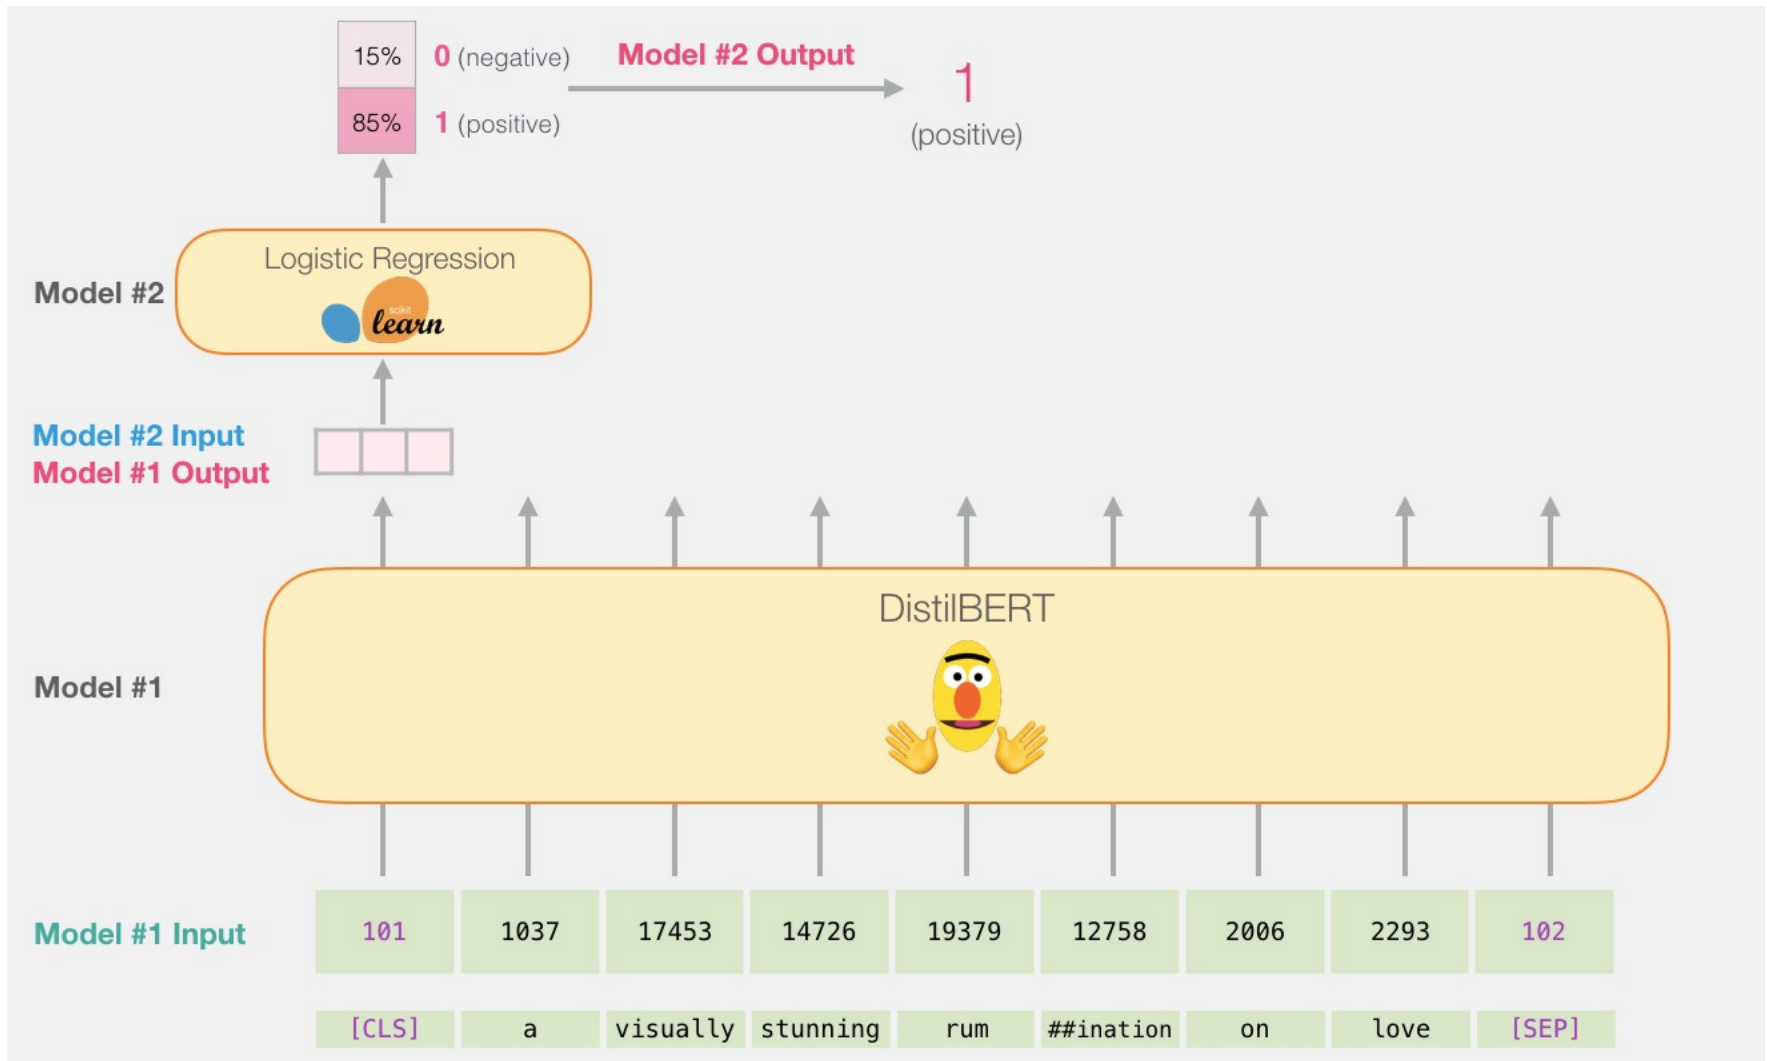 15% 0 (negative) Model #2 Output 1
85% 1 (positive) (positive)
Logistic Regression
Model #2
scikit
learn
Model #2 Input
Model #1 Output
DistilBERT
Model #1
Model #1 Input 101 1037 17453 14726 19379 12758 2006 2293 102
[CLS] a visually stunning rum ##ination on love [SEP]